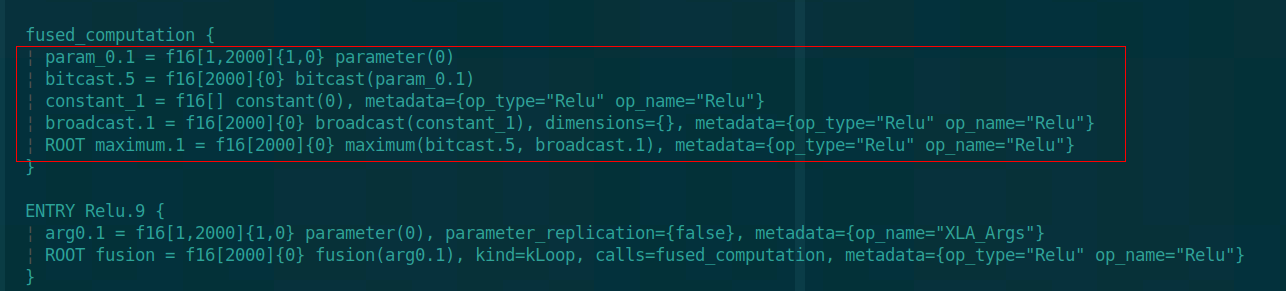 fused_computation {
¦ param_0.1 = f16[1,2000]{1,0} parameter(0)
¦ bitcast.5 = f16[2000]{0} bitcast(param_0.1)
¦ constant_1 = f16[] constant(0), metadata={op_type="Relu" op_name="Relu"}
¦ broadcast.1 = f16[2000]{0} broadcast(constant_1), dimensions={}, metadata={op_type="Relu" op_name="Relu"}
¦ ROOT maximum.1 = f16[2000]{0} maximum(bitcast.5, broadcast.1), metadata={op_type="Relu" op_name="Relu"}
}
ENTRY Relu.9 {
¦ arg0.1 = f16[1,2000]{1,0} parameter(0), parameter_replication={false}, metadata={op_name="XLA_Args"}
¦ ROOT fusion = f16[2000]{0} fusion(arg0.1), kind=kLoop, calls=fused_computation, metadata={op_type="Relu" op_name="Relu"}
}